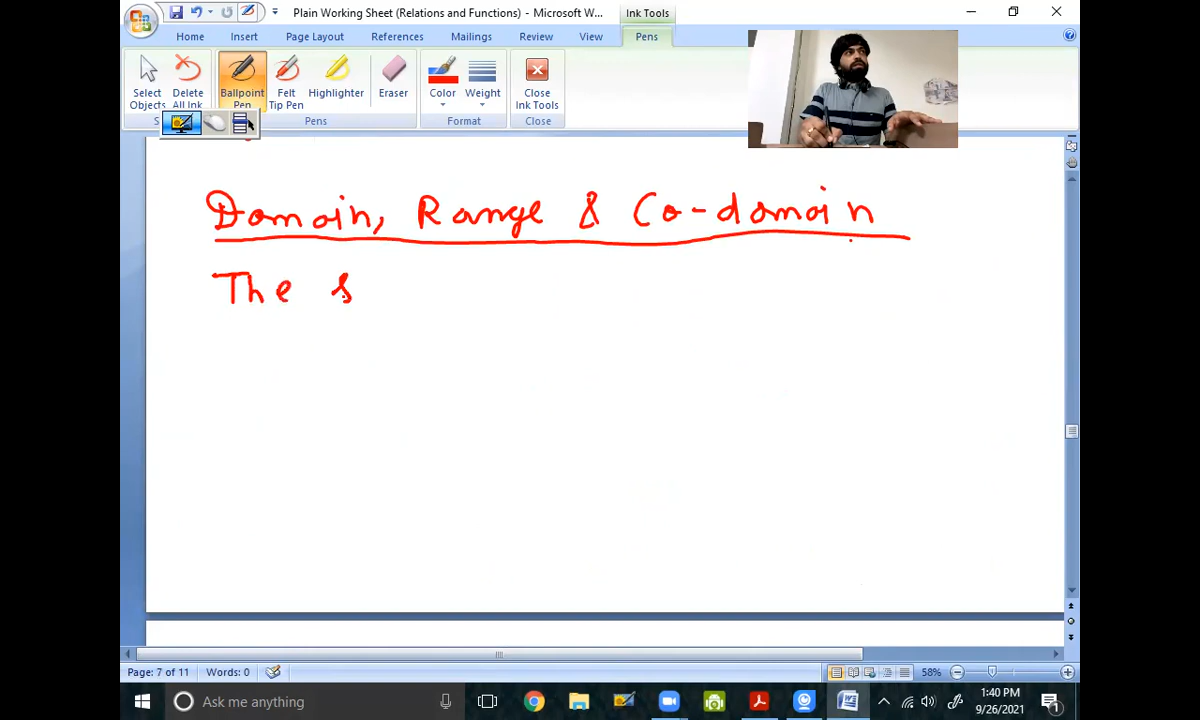 Plain Working Sheet (Relations and Functions) - Microsoft W...
Ink Tools
Home Insert Page Layout References Mailings Review View Pens
Select Objects
Delete All Ink
Ballpoint Pen
Felt Tip Pen
Highlighter
Eraser
Color
Weight
Close Ink Tools
Pens
Format
Close
Domain, Range & Co-domain
The s
Page: 7 of 11 Words: 0 58%
Ask me anything
1:40 PM
9/26/2021
1